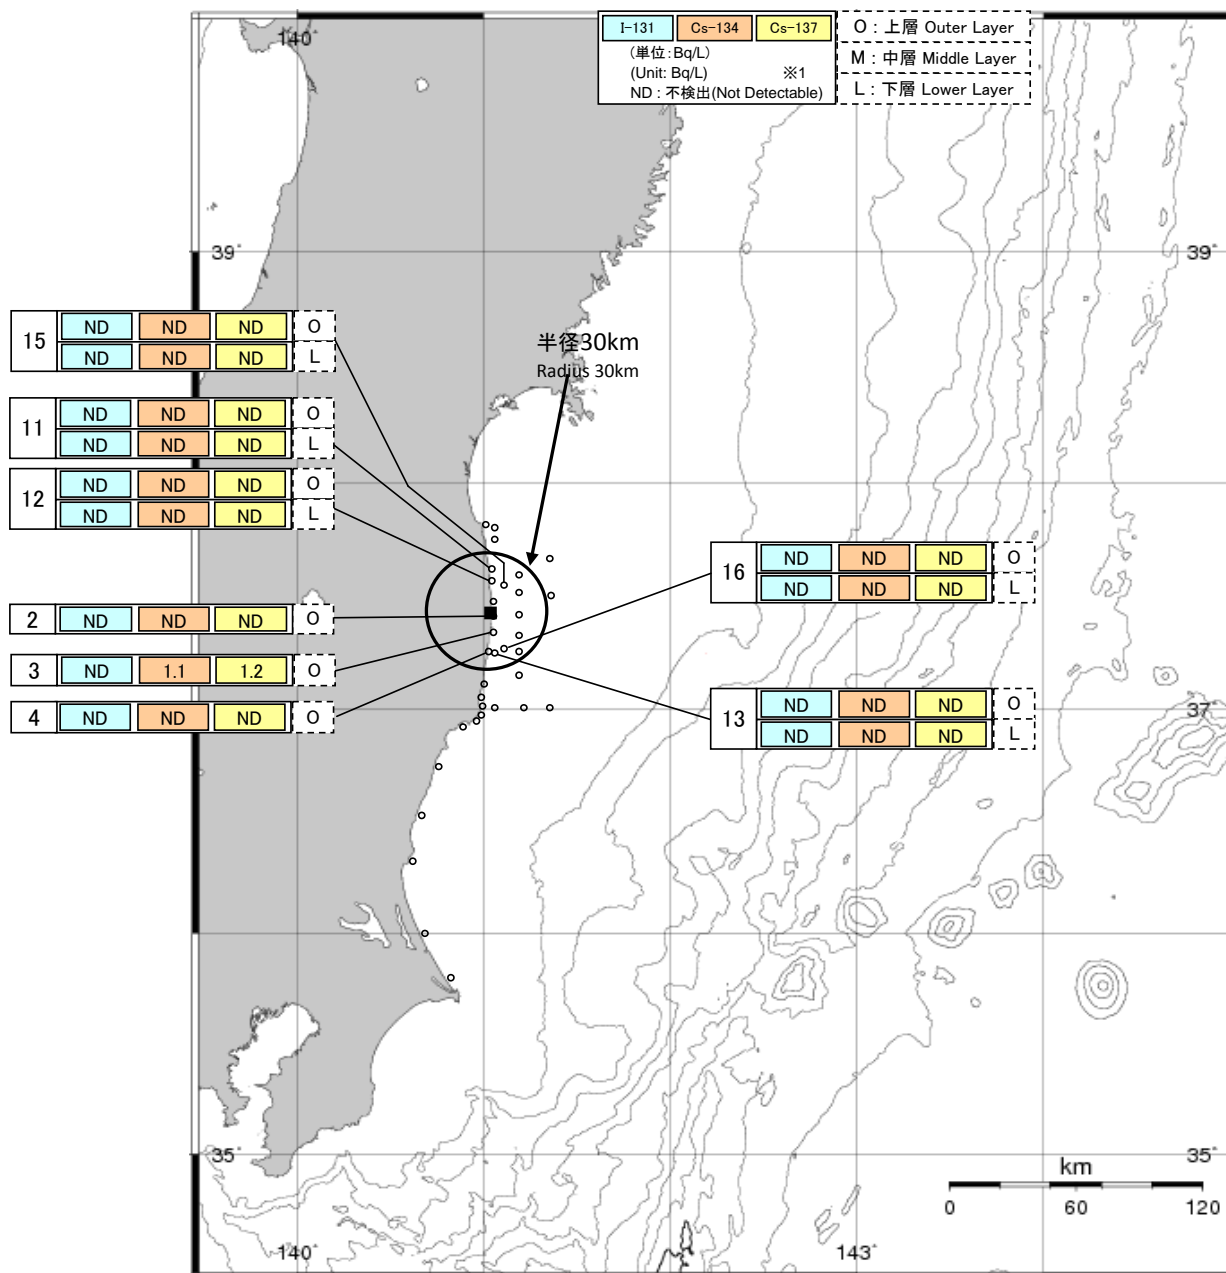 I-131 Cs-134 Cs-137
(単位:Bq/L)
(Unit: Bq/L) ※1
ND : 不検出(Not Detectable)
O : 上層 Outer Layer
M : 中層 Middle Layer
L : 下層 Lower Layer
140°
39° 39°
半径30km
Radius 30km
15
ND ND ND O
ND ND ND L
11
ND ND ND O
ND ND ND L
12
ND ND ND O
ND ND ND L
2 ND ND ND O
3 ND 1.1 1.2 O
4 ND ND ND O
16
ND ND ND O
ND ND ND L
13
ND ND ND O
ND ND ND L
37°
35° 35°
km
0 60 120
140° 143°